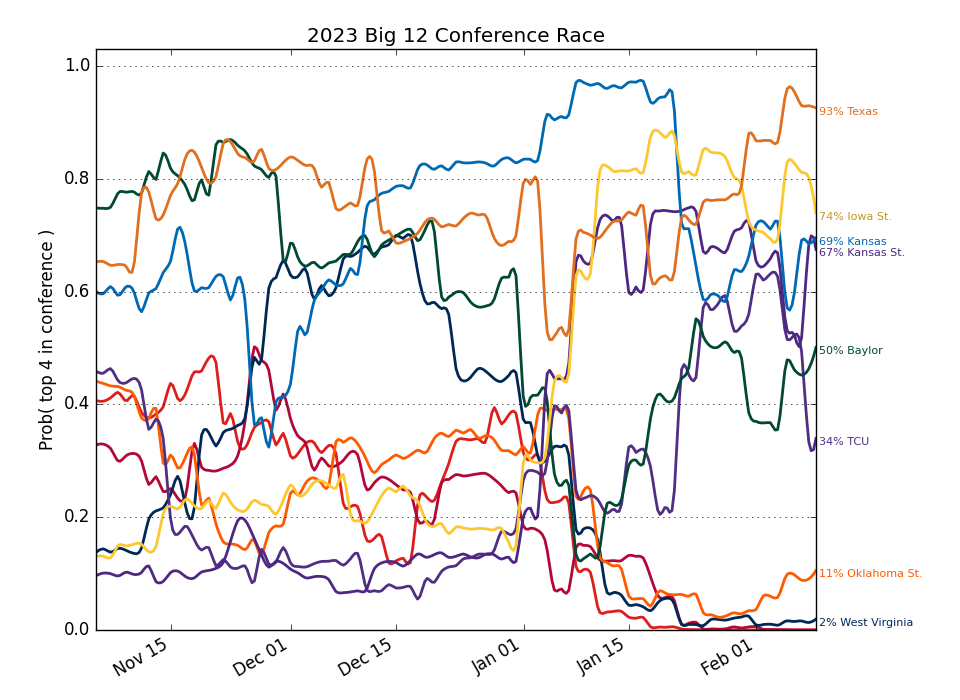 2023 Big 12 Conference Race
Prob( top 4 in conference )
1.0
0.8
0.6
0.4
0.2
0.0
Nov 15
Dec 01
Dec 15
Jan 01
Jan 15
Feb 01
93% Texas
74% Iowa St.
69% Kansas
67% Kansas St.
50% Baylor
34% TCU
11% Oklahoma St.
2% West Virginia